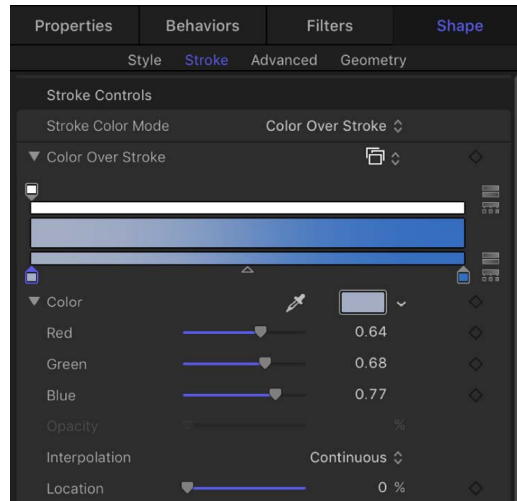 Properties Behaviors Filters Shape
Style Stroke Advanced Geometry
Stroke Controls
Stroke Color Mode Color Over Stroke
Color Over Stroke
Color
Red 0.64
Green 0.68
Blue 0.77
Opacity %
Interpolation Continuous
Location 0 %